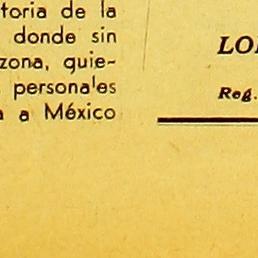 toria de la
donde sin
zona, quie-
personales
a a México
LO
Reg.